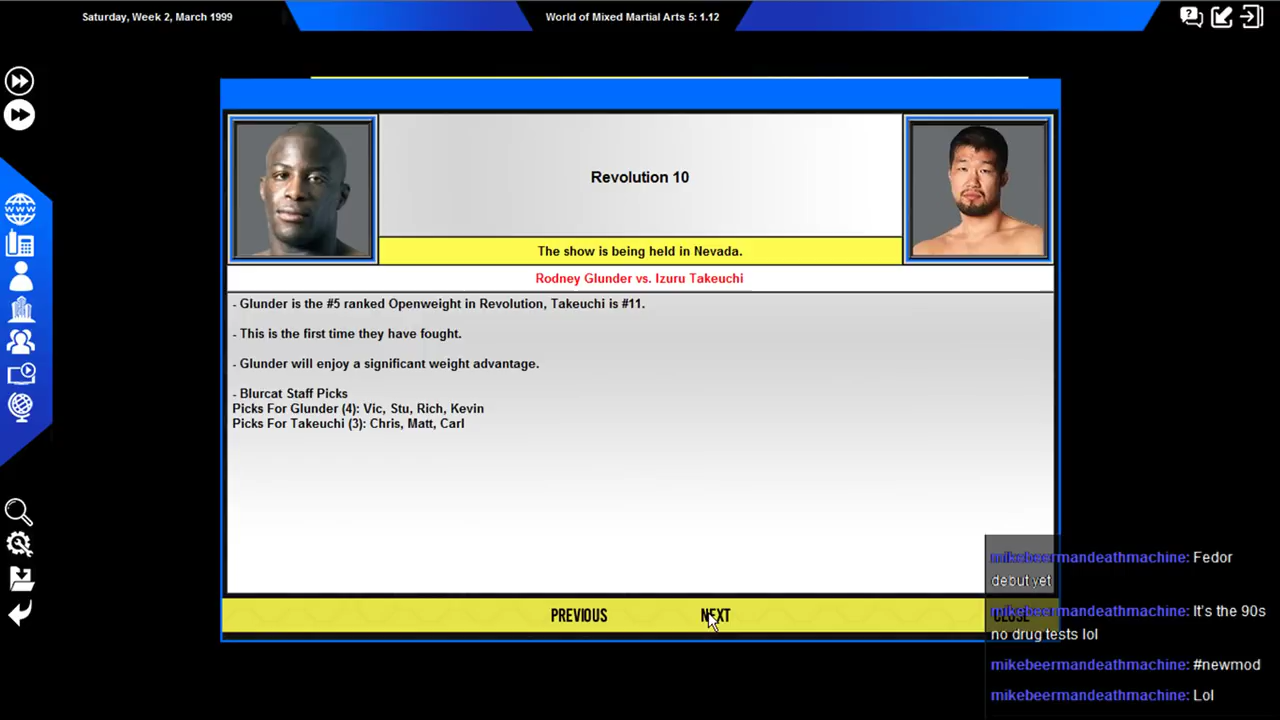 Saturday, Week 2, March 1999
World of Mixed Martial Arts 5: 1.12
Revolution 10
The show is being held in Nevada.
Rodney Glunder vs. Izuru Takeuchi
- Glunder is the #5 ranked Openweight in Revolution, Takeuchi is #11.
- This is the first time they have fought.
- Glunder will enjoy a significant weight advantage.
- Blurcat Staff Picks
Picks For Glunder (4): Vic, Stu, Rich, Kevin
Picks For Takeuchi (3): Chris, Matt, Carl
PREVIOUS
NEXT
CLOSE
mikebeermandeathmachine: Fedor
debut yet
mikebeermandeathmachine: It's the 90s
no drug tests lol
mikebeermandeathmachine: #newmod
mikebeermandeathmachine: Lol